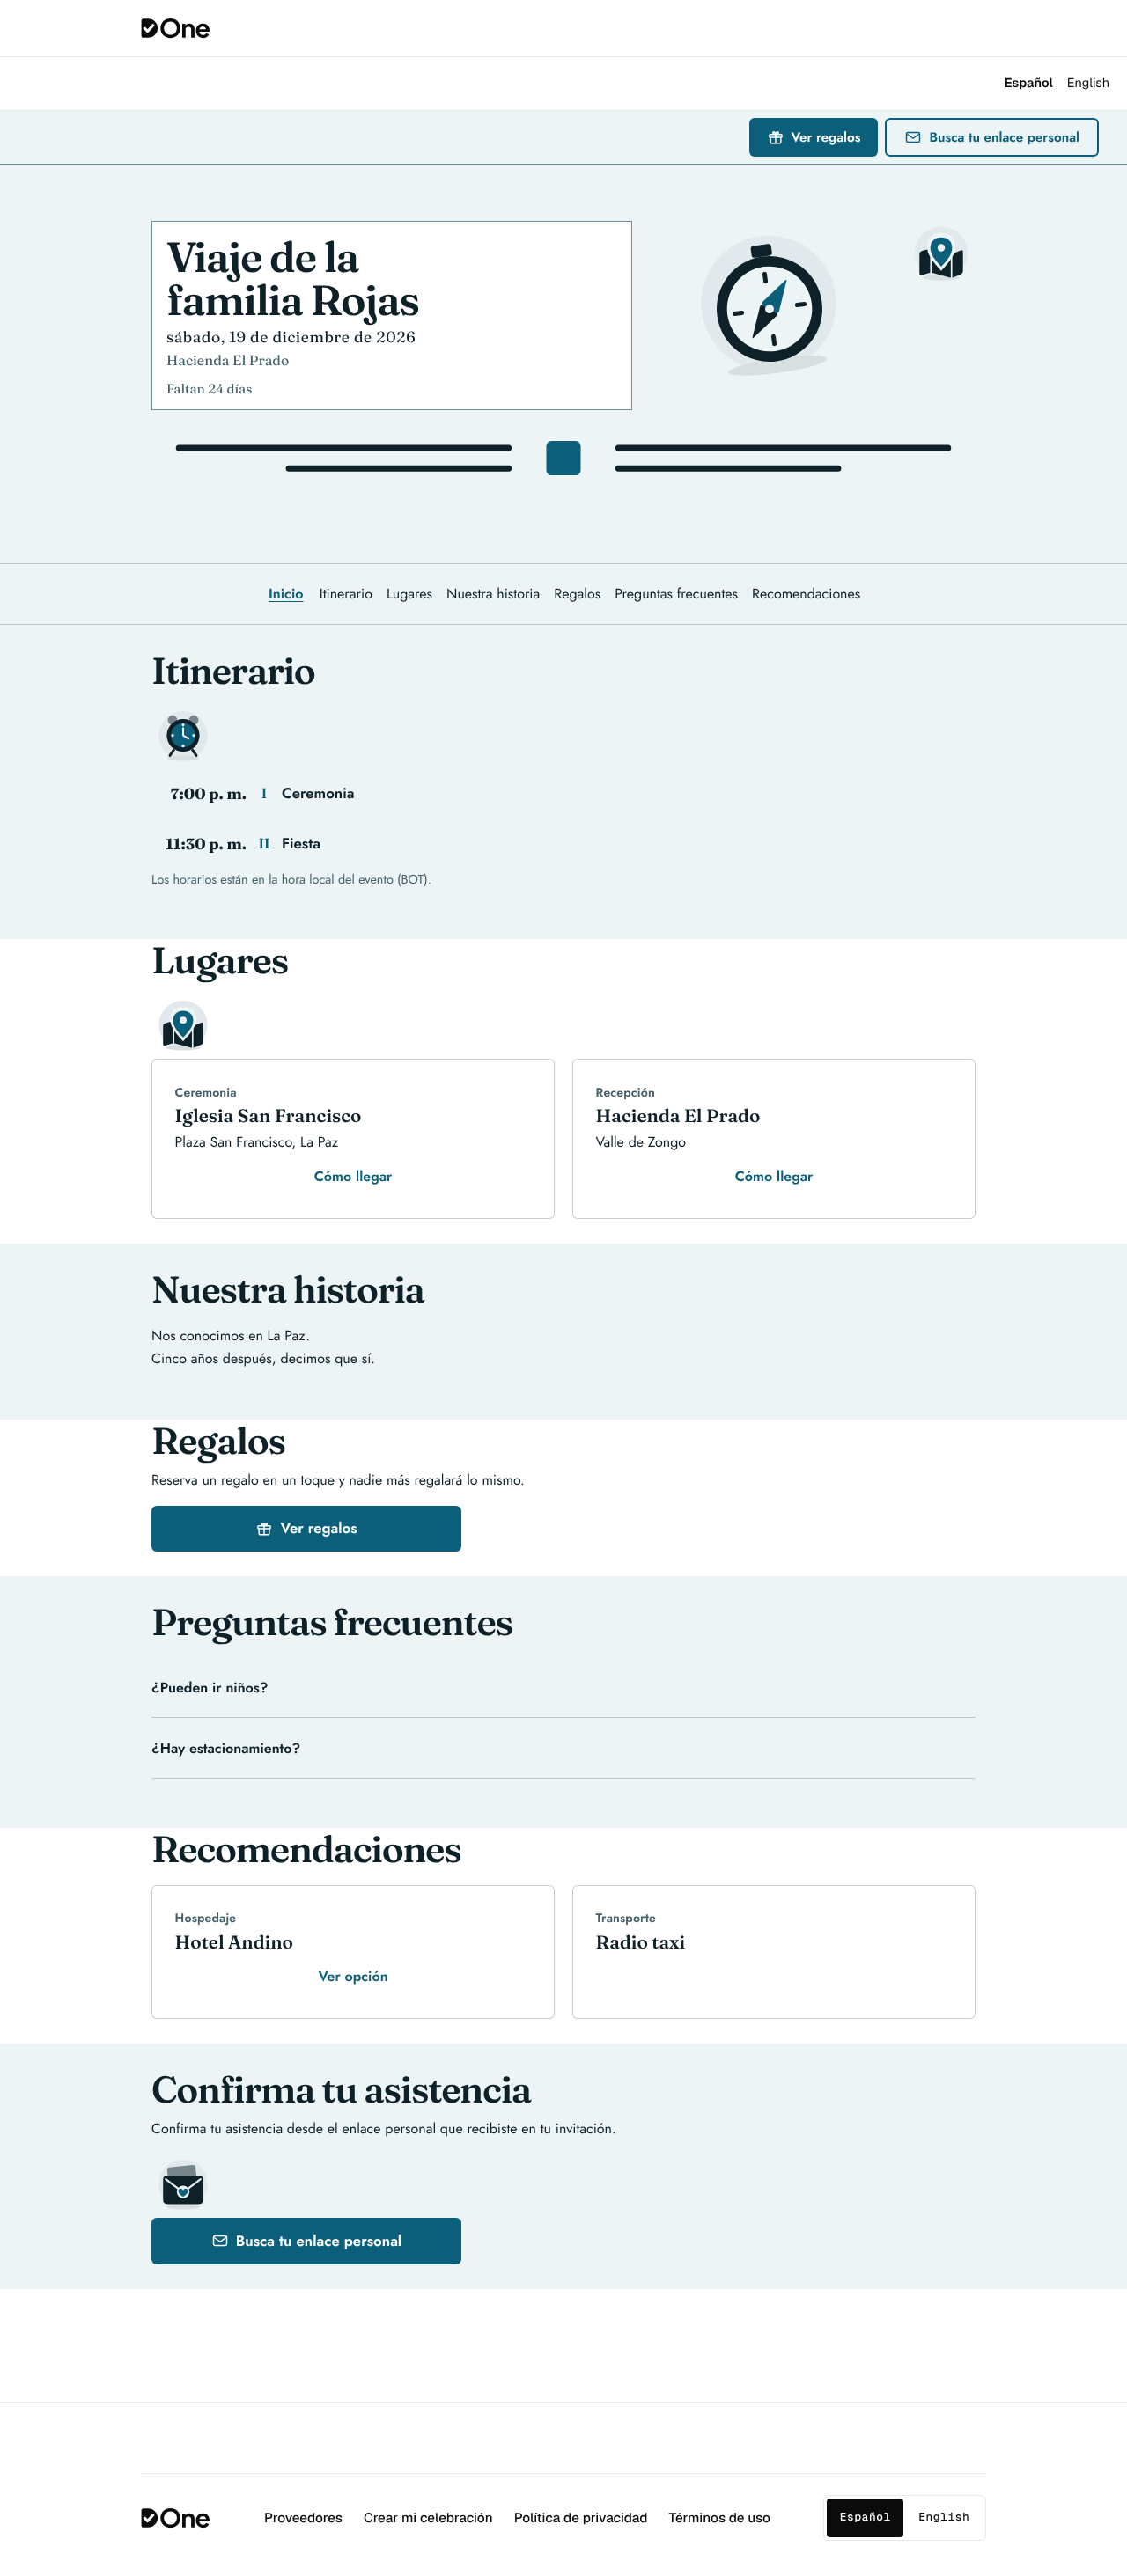 One
Español English
Ver regalos Busca tu enlace personal
Viaje de la
familia Rojas
sábado, 19 de diciembre de 2026
Hacienda El Prado
Faltan 24 días
Inicio Itinerario Lugares Nuestra historia Regalos Preguntas frecuentes Recomendaciones
Itinerario
7:00 p. m. I Ceremonia
11:30 p. m. II Fiesta
Los horarios están en la hora local del evento (BOT).
Lugares
Ceremonia
Iglesia San Francisco
Plaza San Francisco, La Paz
Cómo llegar
Recepción
Hacienda El Prado
Valle de Zongo
Cómo llegar
Nuestra historia
Nos conocimos en La Paz.
Cinco años después, decimos que sí.
Regalos
Reserva un regalo en un toque y nadie más regalará lo mismo.
Ver regalos
Preguntas frecuentes
¿Pueden ir niños?
¿Hay estacionamiento?
Recomendaciones
Hospedaje
Hotel Andino
Ver opción
Transporte
Radio taxi
Confirma tu asistencia
Confirma tu asistencia desde el enlace personal que recibiste en tu invitación.
Busca tu enlace personal
One Proveedores Crear mi celebración Política de privacidad Términos de uso Español English